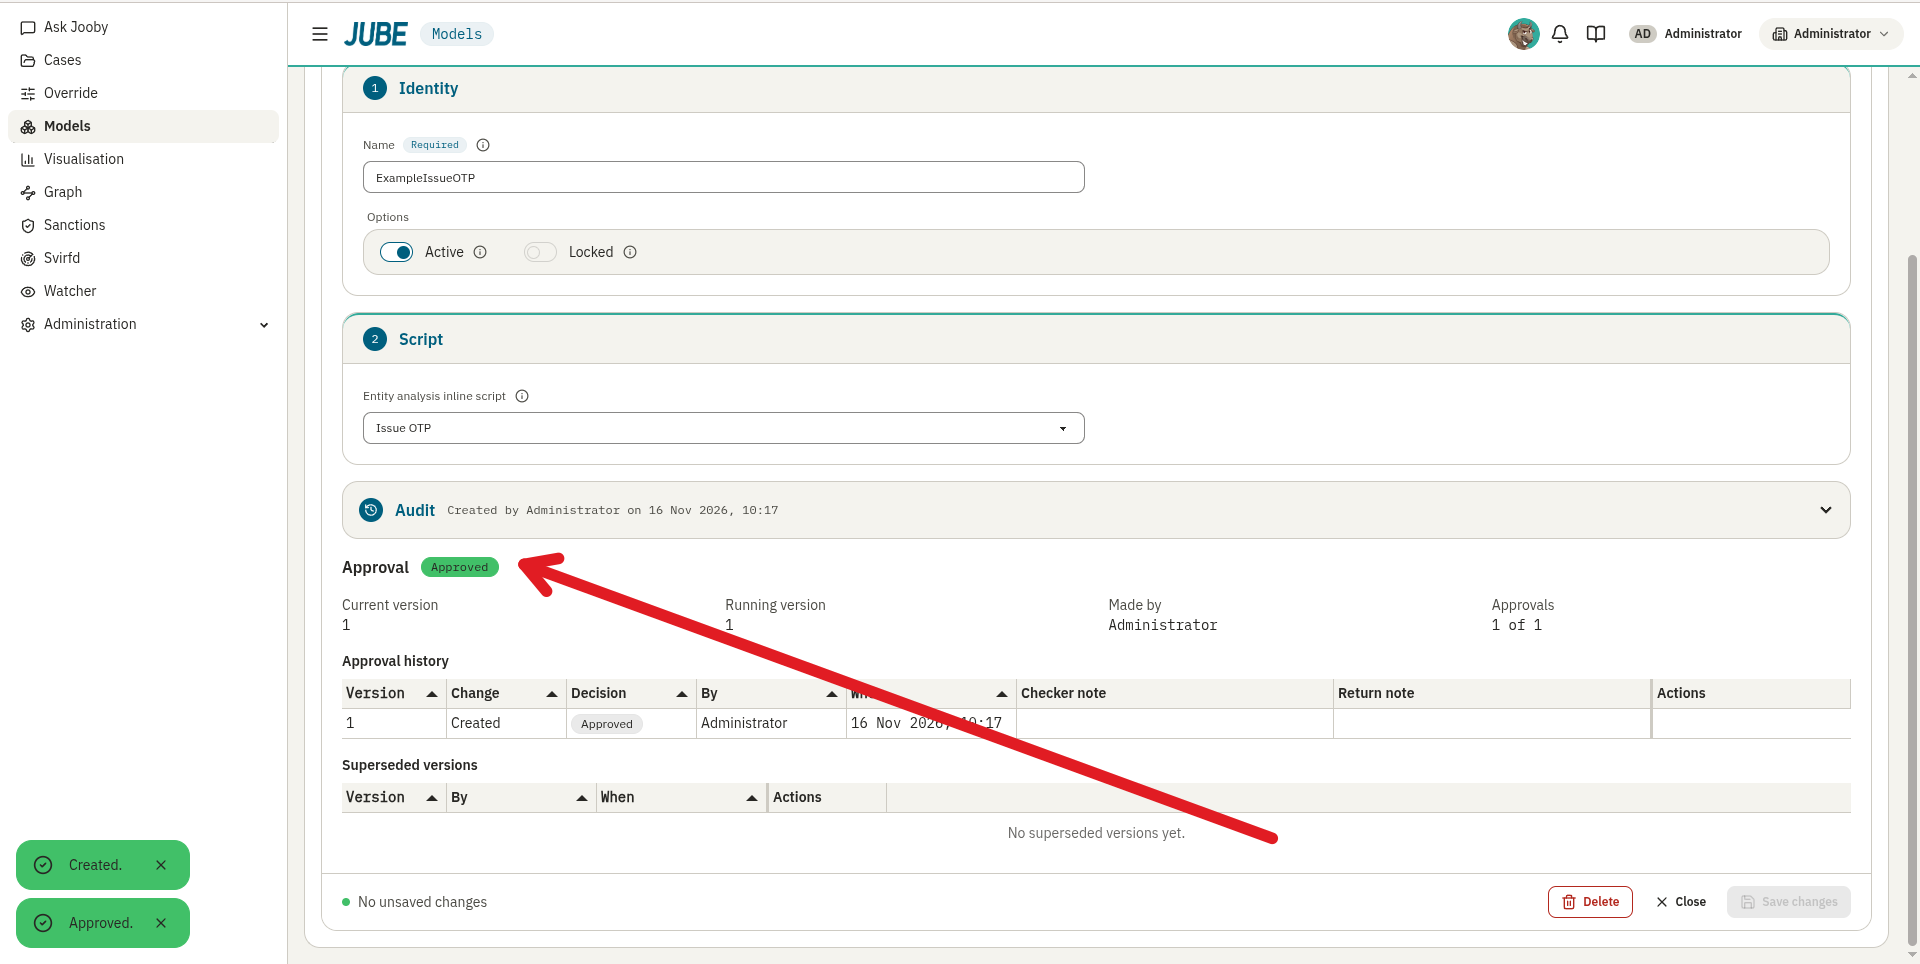 Ask Jooby
Cases
Override
Models
Visualisation
Graph
Sanctions
Svirfd
Watcher
Administration
JUBE
Models
AD Administrator
Administrator
1 Identity
Name Required
ExampleIssueOTP
Options
Active
Locked
2 Script
Entity analysis inline script
Issue OTP
Audit Created by Administrator on 16 Nov 2026, 10:17
Approval Approved
Current version
1
Running version
1
Made by
Administrator
Approvals
1 of 1
Approval history
Version Change Decision By Checker note Return note Actions
1 Created Approved Administrator 16 Nov 2026, 10:17
Superseded versions
Version By When Actions
No superseded versions yet.
Created.
Approved.
No unsaved changes
Delete
Close
Save changes